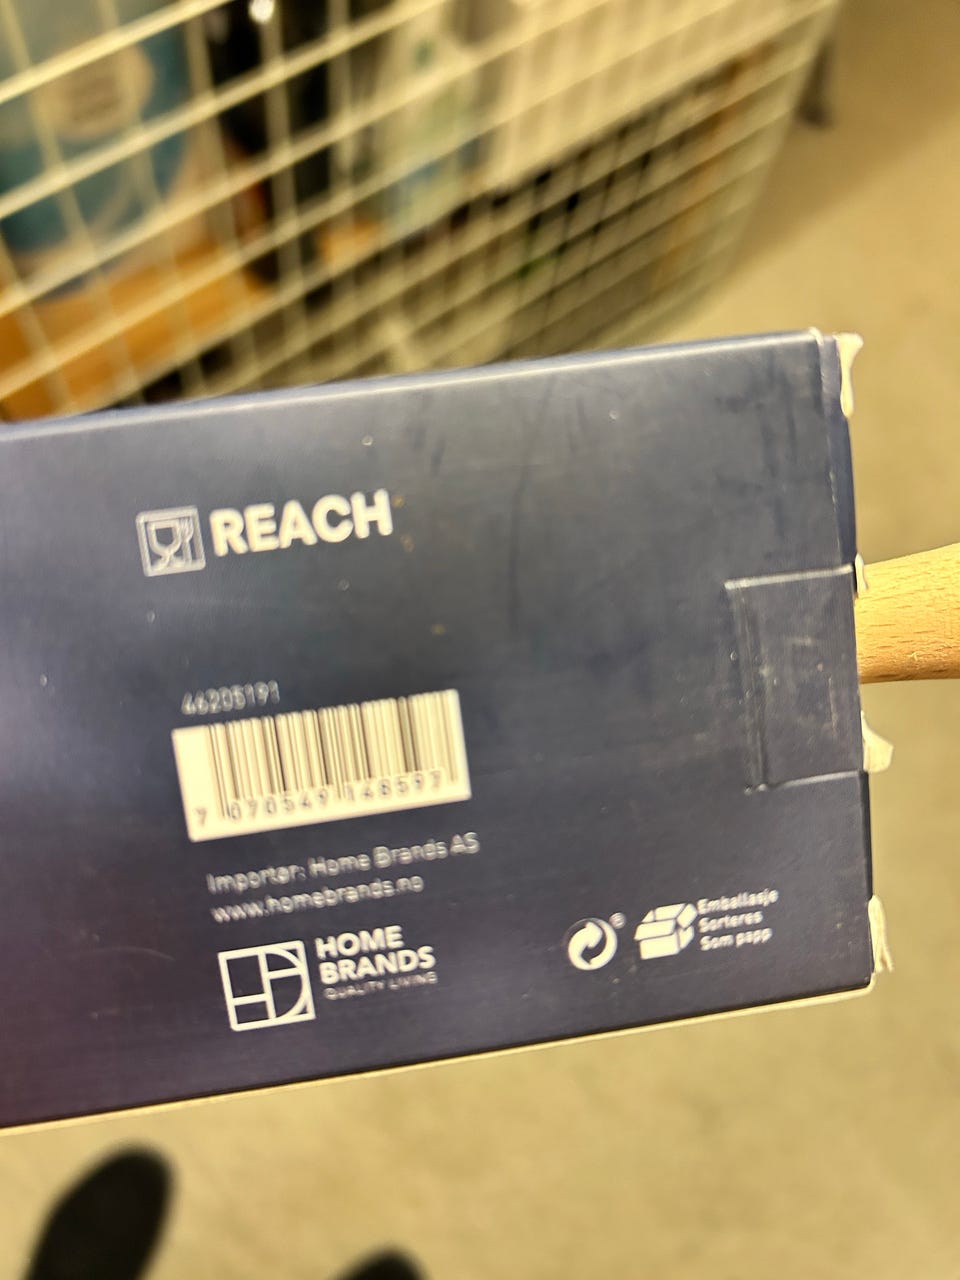 REACH
46205191
7 070549 148597
Importør: Home Brands AS
www.homebrands.no
HOME
BRANDS
QUALITY LIVING
Emballasje
Sorteres
Som papp